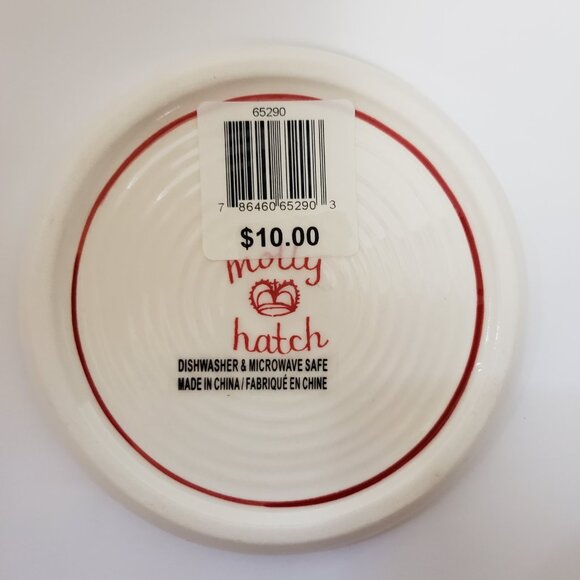 65290
7 86460 65290 3
$10.00
molly
hatch
DISHWASHER & MICROWAVE SAFE
MADE IN CHINA / FABRIQUÉ EN CHINE